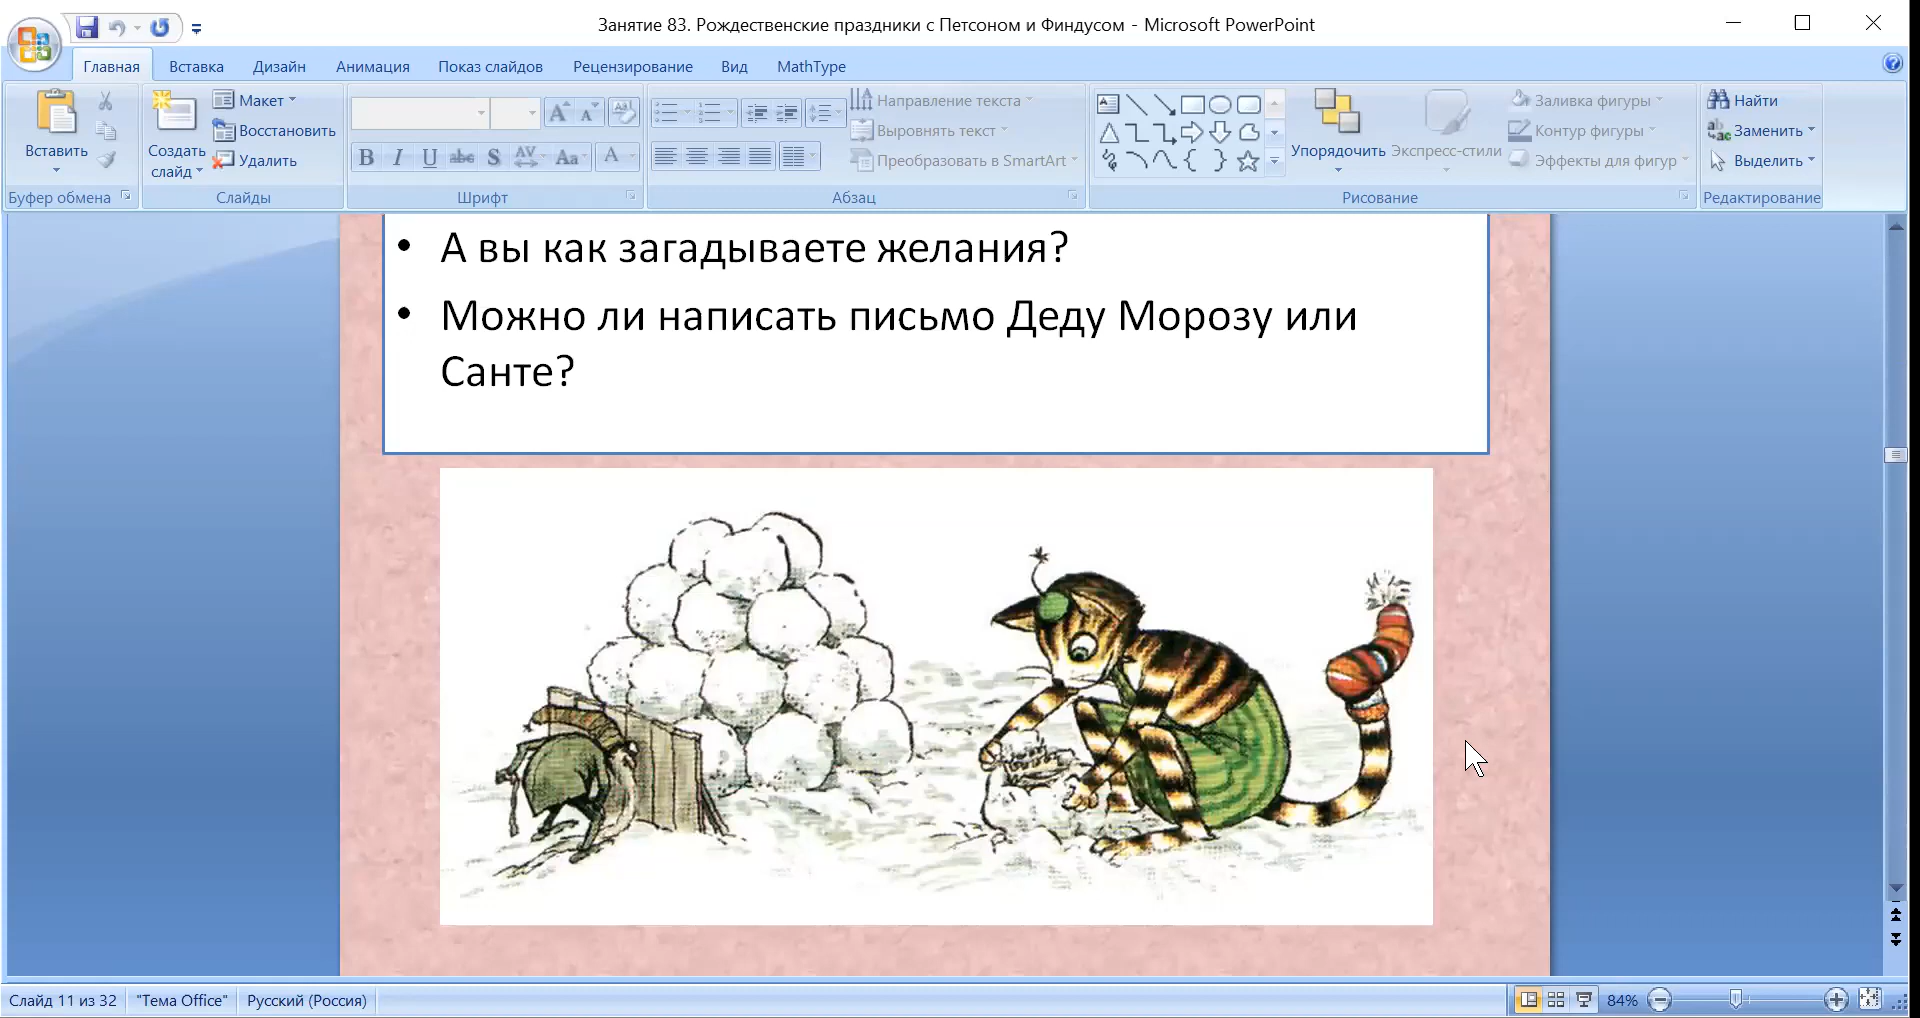 Занятие 83. Рождественские праздники с Петсоном и Финдусом - Microsoft PowerPoint
Главная Вставка Дизайн Анимация Показ слайдов Рецензирование Вид MathType
Вставить
Буфер обмена
Создать слайд
Макет
Восстановить
Удалить
Слайды
Шрифт
Направление текста
Выровнять текст
Преобразовать в SmartArt
Абзац
Упорядочить
Экспресс-стили
Заливка фигуры
Контур фигуры
Эффекты для фигур
Рисование
Найти
Заменить
Выделить
Редактирование
• А вы как загадываете желания?
• Можно ли написать письмо Деду Морозу или
Санте?
Слайд 11 из 32 "Тема Office" Русский (Россия) 84%